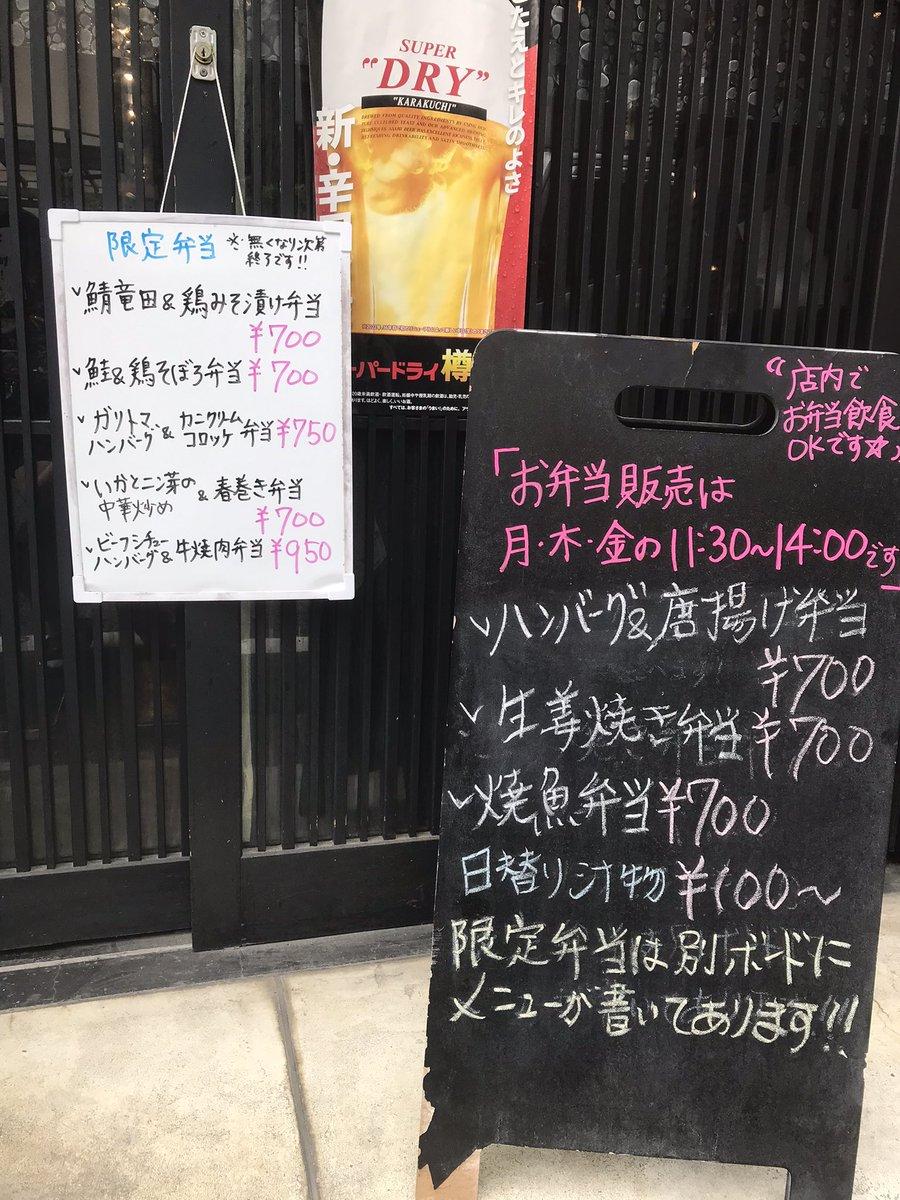 限定弁当 ※・無くなり次第
終了です!!
鯖竜田&鶏みそ漬け弁当
¥700
鮭&鶏そぼろ弁当 ¥700
ガリトマ
ハンバーグ & カニクリーム
コロッケ 弁当 ¥750
いかとニン芽の
中華炒め & 春巻き弁当
¥700
ビーフシチュー
ハンバーグ & 牛焼肉弁当 ¥950
SUPER
"DRY"
"KARAKUCHI"
新・辛口
たえとキレのよさ
ーパードライ 樽
店内で
お弁当飲食
OKです☆
「お弁当販売は
月・木・金の11:30〜14:00です」
ハンバーグ&唐揚げ弁当
¥700
生姜焼き弁当 ¥700
焼魚弁当 ¥700
日替り汁物 ¥100〜
限定弁当は別ボードに
メニューが書いてあります!!!